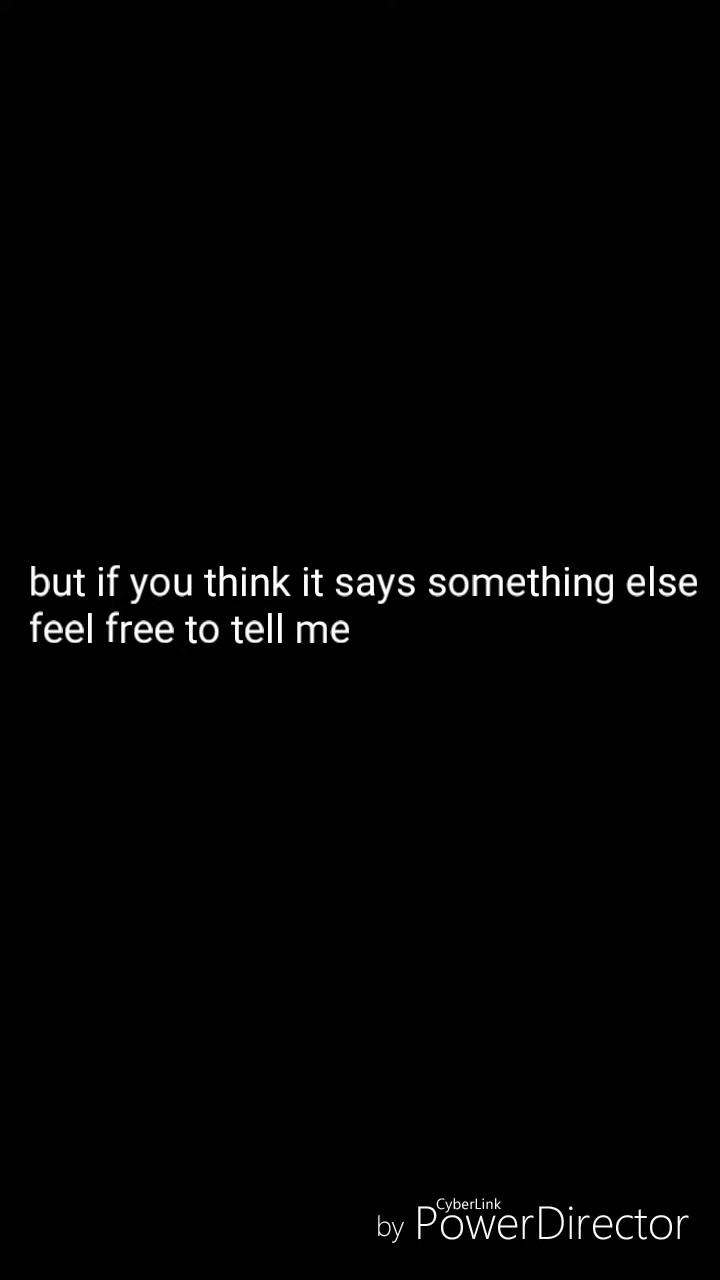 but if you think it says something else
feel free to tell me
CyberLink
by PowerDirector